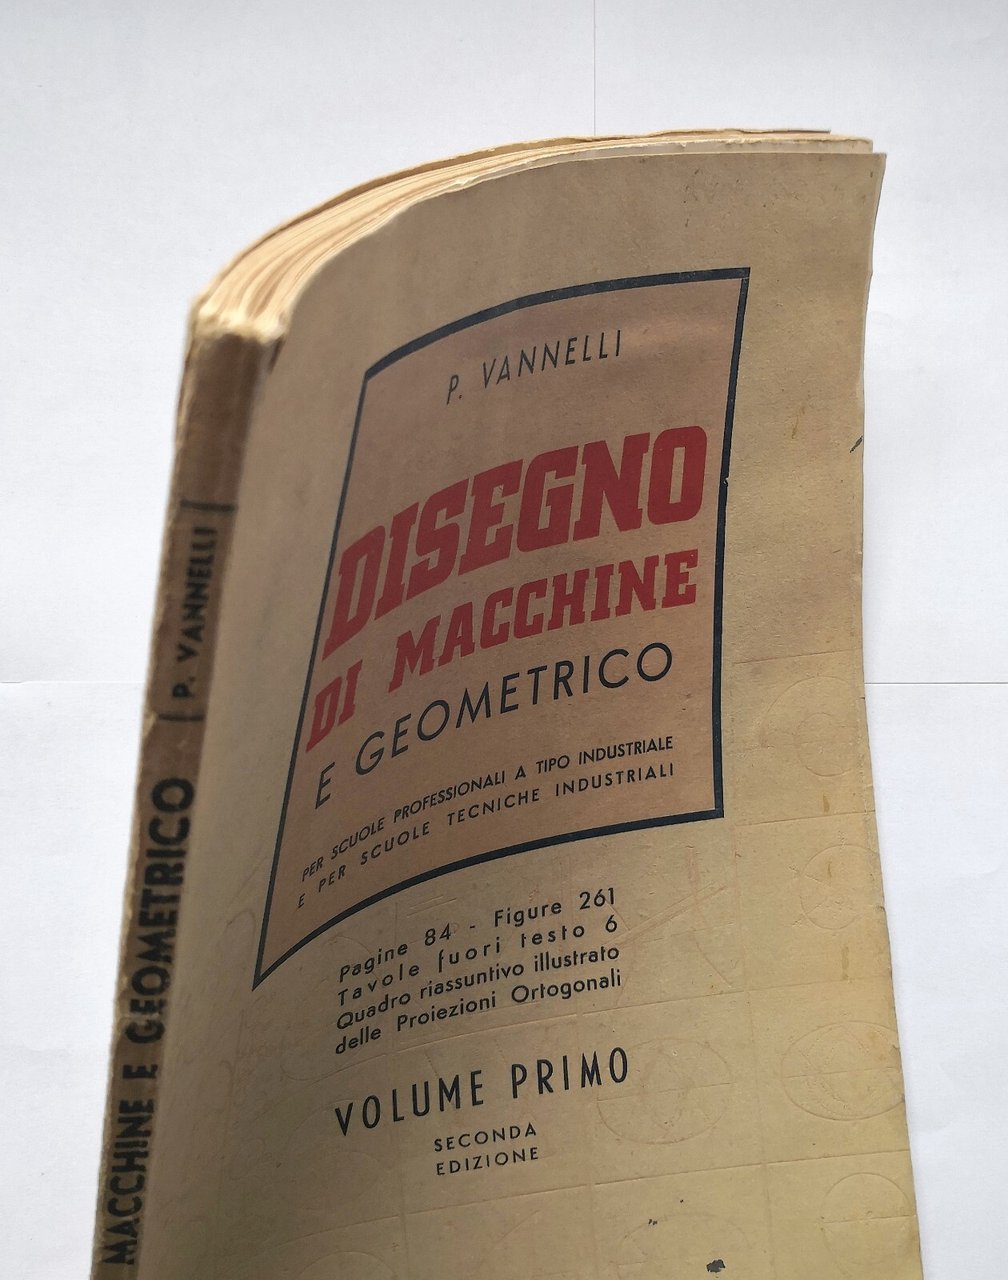 P. VANNELLI
DISEGNO
DI MACCHINE
E GEOMETRICO
PER SCUOLE PROFESSIONALI A TIPO INDUSTRIALE
E PER SCUOLE TECNICHE INDUSTRIALI
Pagine 84 - Figure 261
Tavole fuori testo 6
Quadro riassuntivo illustrato
delle Proiezioni Ortogonali
VOLUME PRIMO
SECONDA
EDIZIONE
MACCHINE E GEOMETRICO ( P. VANNELLI )